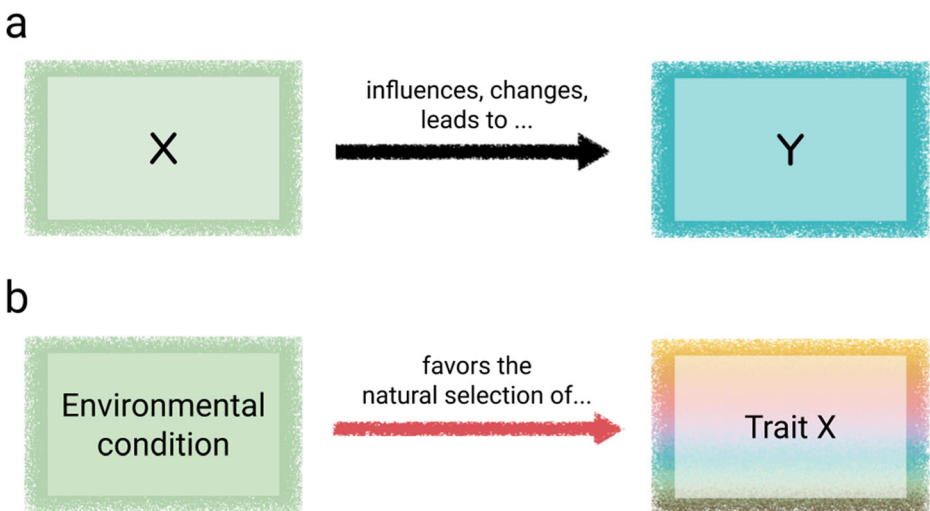 a
X
influences, changes,
leads to ...
Y
b
Environmental
condition
favors the
natural selection of...
Trait X